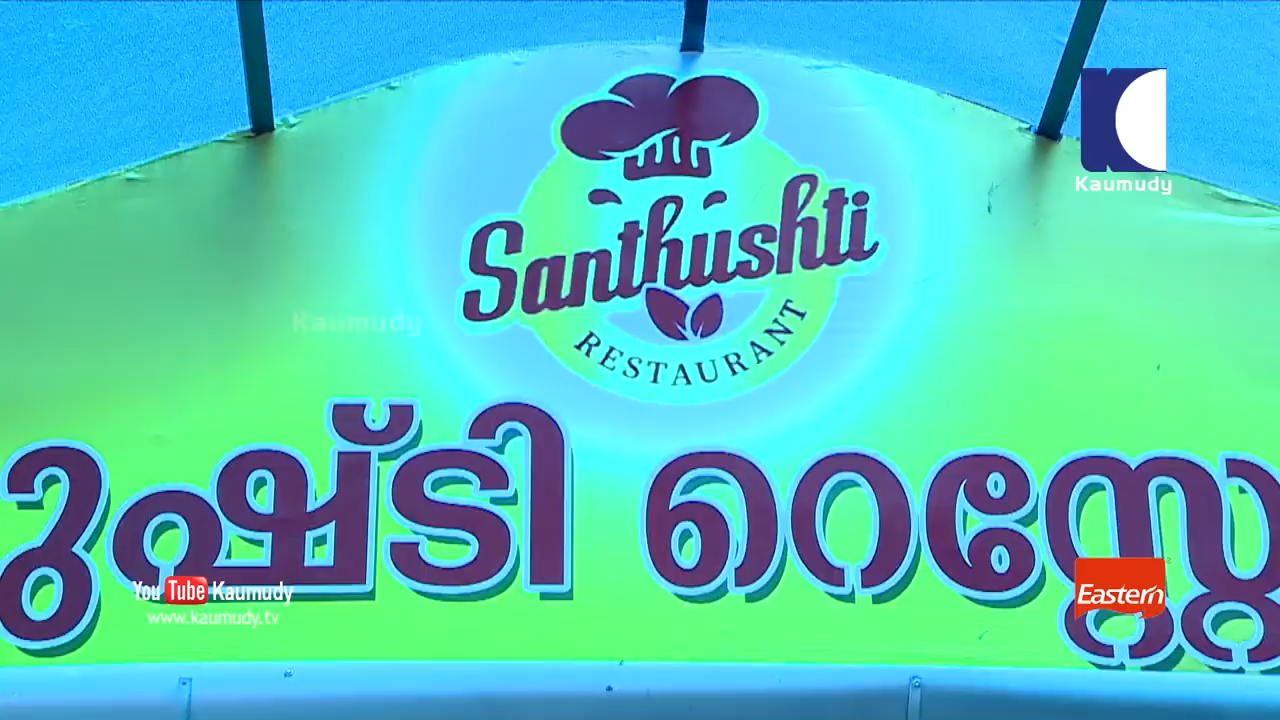 Kaumudy
Santhushti
RESTAURANT
Kaumudy
ുഷ്ടി റെസ്റ്റോ
You Tube Kaumudy
www.kaumudy.tv
Eastern